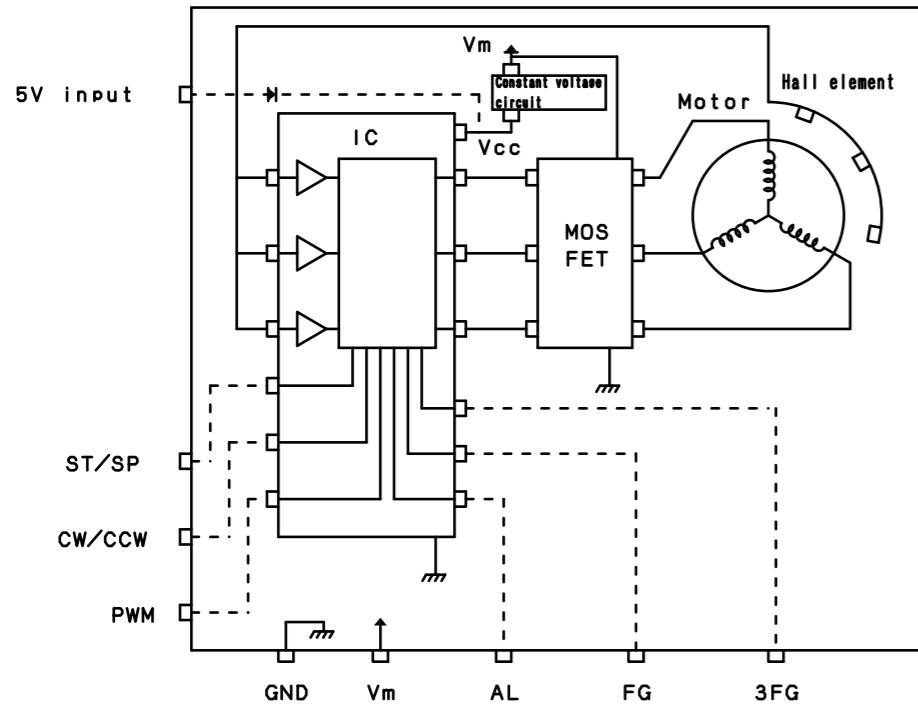 Vm
Constant voltage
circuit
Hall element
5V input
Motor
IC
Vcc
MOS
FET
ST/SP
CW/CCW
PWM
GND
Vm
AL
FG
3FG